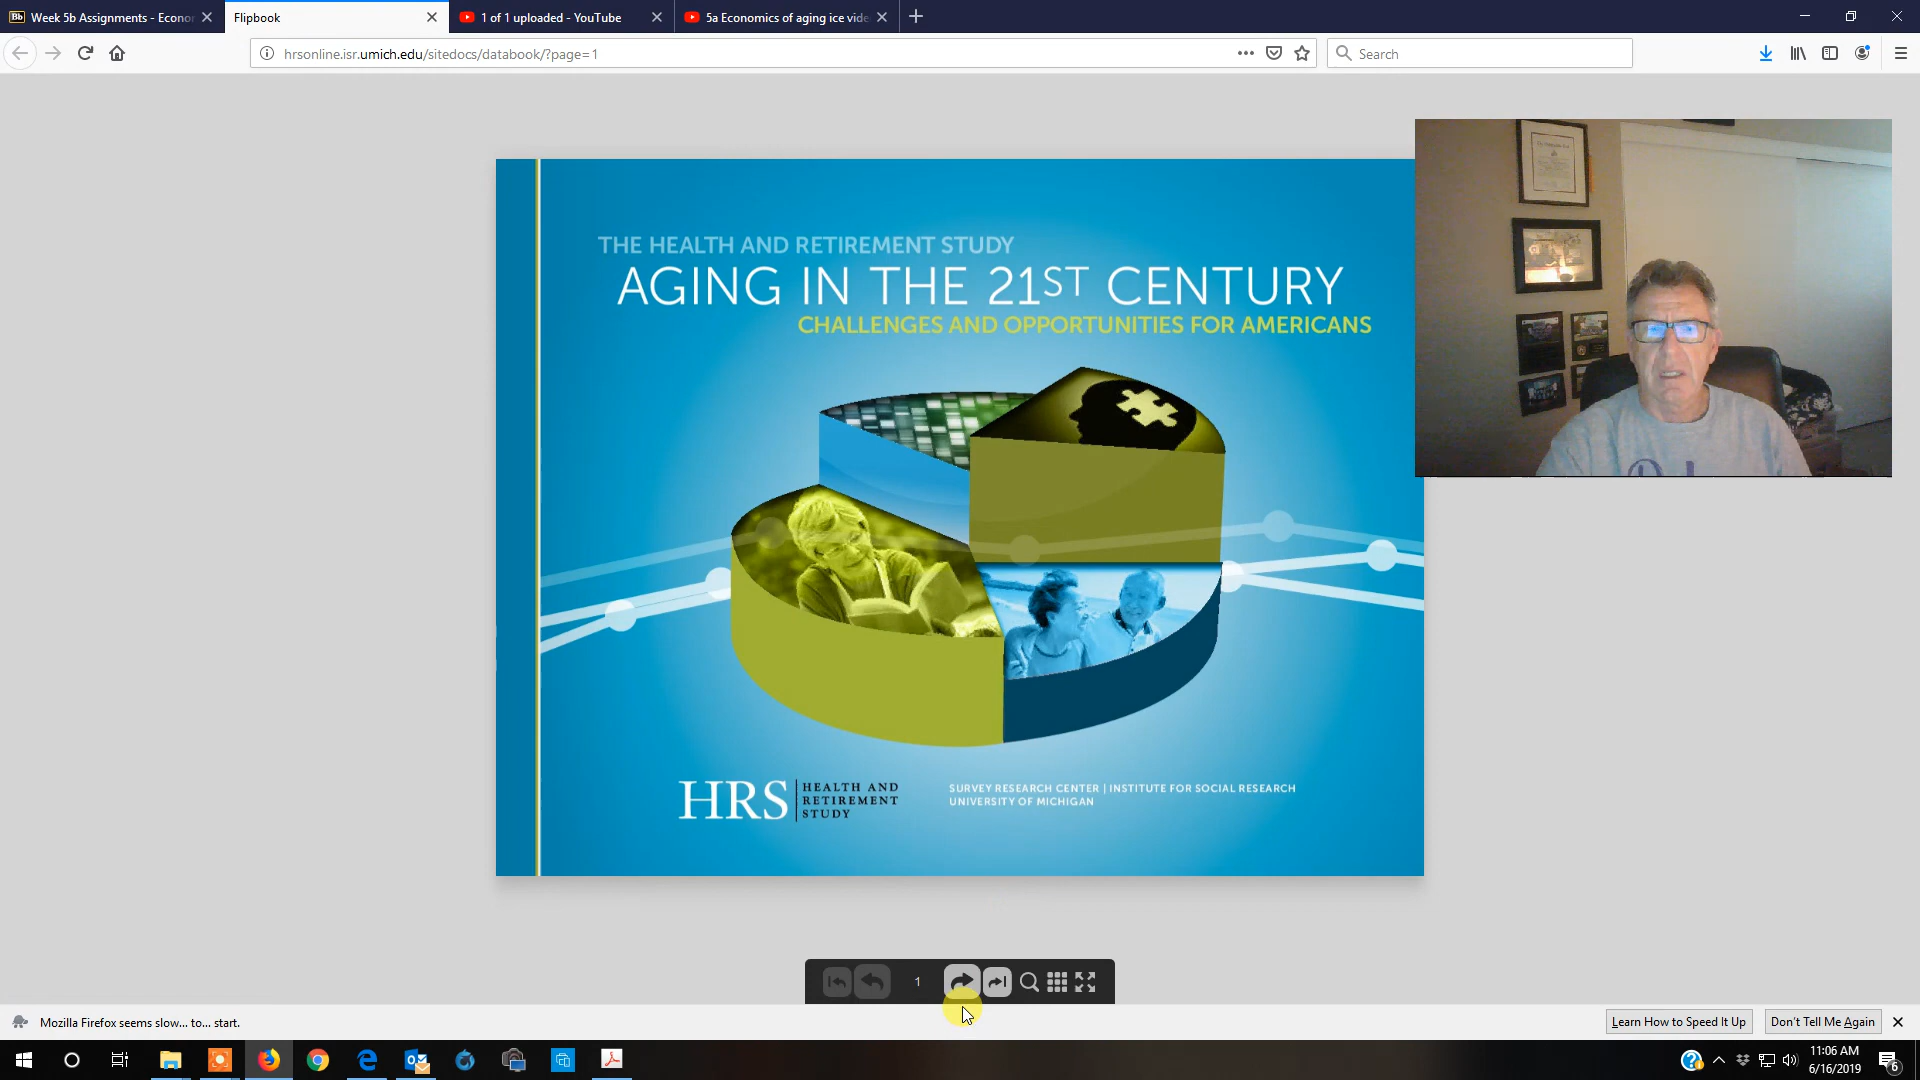 Week 5b Assignments - Econo
Flipbook
1 of 1 uploaded - YouTube
5a Economics of aging ice vide
hrsonline.isr.umich.edu/sitedocs/databook/?page=1
Search
THE HEALTH AND RETIREMENT STUDY
AGING IN THE 21ST CENTURY
CHALLENGES AND OPPORTUNITIES FOR AMERICANS
HRS
HEALTH AND
RETIREMENT
STUDY
SURVEY RESEARCH CENTER | INSTITUTE FOR SOCIAL RESEARCH
UNIVERSITY OF MICHIGAN
1
Mozilla Firefox seems slow... to... start.
Learn How to Speed It Up
Don't Tell Me Again
11:06 AM
6/16/2019
6